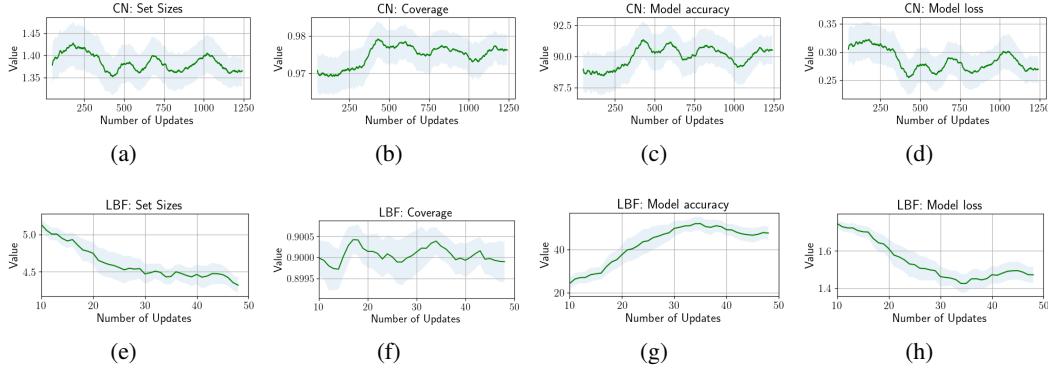 CN: Set Sizes
1.45
1.40
1.35
Value
250 500 750 1000 1250
Number of Updates
(a)
CN: Coverage
0.98
0.97
Value
250 500 750 1000 1250
Number of Updates
(b)
CN: Model accuracy
92.5
90.0
87.5
Value
250 500 750 1000 1250
Number of Updates
(c)
CN: Model loss
0.35
0.30
0.25
Value
250 500 750 1000 1250
Number of Updates
(d)
LBF: Set Sizes
5.0
4.5
Value
10 20 30 40 50
Number of Updates
(e)
LBF: Coverage
0.9005
0.9000
0.8995
Value
10 20 30 40 50
Number of Updates
(f)
LBF: Model accuracy
40
20
Value
10 20 30 40 50
Number of Updates
(g)
LBF: Model loss
1.6
1.4
Value
10 20 30 40 50
Number of Updates
(h)